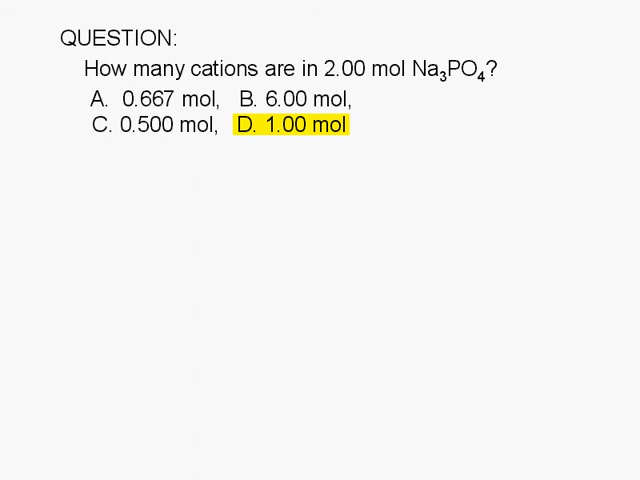 QUESTION:
How many cations are in 2.00 mol Na₃PO₄?
A. 0.667 mol, B. 6.00 mol,
C. 0.500 mol, D. 1.00 mol